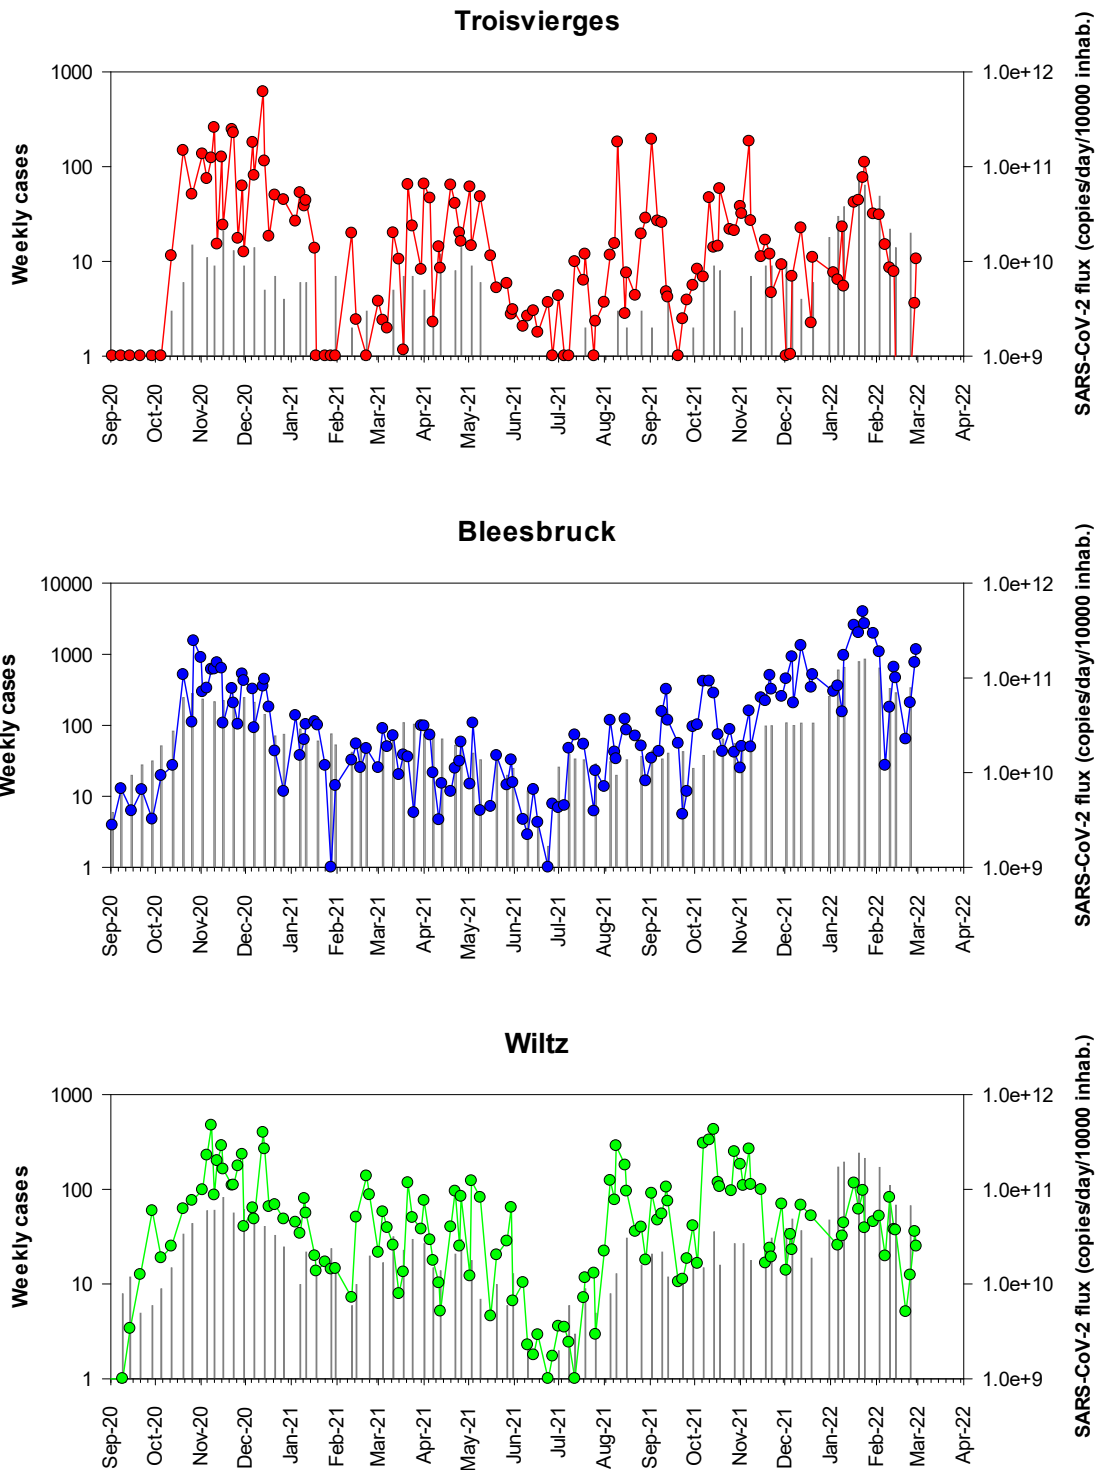 Troisvierges
Weekly cases
1000
100
10
1
1.0e+12
1.0e+11
1.0e+10
1.0e+9
SARS-CoV-2 flux (copies/day/10000 inhab.)
Sep-20
Oct-20
Nov-20
Dec-20
Jan-21
Feb-21
Mar-21
Apr-21
May-21
Jun-21
Jul-21
Aug-21
Sep-21
Oct-21
Nov-21
Dec-21
Jan-22
Feb-22
Mar-22
Apr-22
Bleesbruck
Weekly cases
10000
1000
100
10
1
1.0e+12
1.0e+11
1.0e+10
1.0e+9
SARS-CoV-2 flux (copies/day/10000 inhab.)
Sep-20
Oct-20
Nov-20
Dec-20
Jan-21
Feb-21
Mar-21
Apr-21
May-21
Jun-21
Jul-21
Aug-21
Sep-21
Oct-21
Nov-21
Dec-21
Jan-22
Feb-22
Mar-22
Apr-22
Wiltz
Weekly cases
1000
100
10
1
1.0e+12
1.0e+11
1.0e+10
1.0e+9
SARS-CoV-2 flux (copies/day/10000 inhab.)
Sep-20
Oct-20
Nov-20
Dec-20
Jan-21
Feb-21
Mar-21
Apr-21
May-21
Jun-21
Jul-21
Aug-21
Sep-21
Oct-21
Nov-21
Dec-21
Jan-22
Feb-22
Mar-22
Apr-22